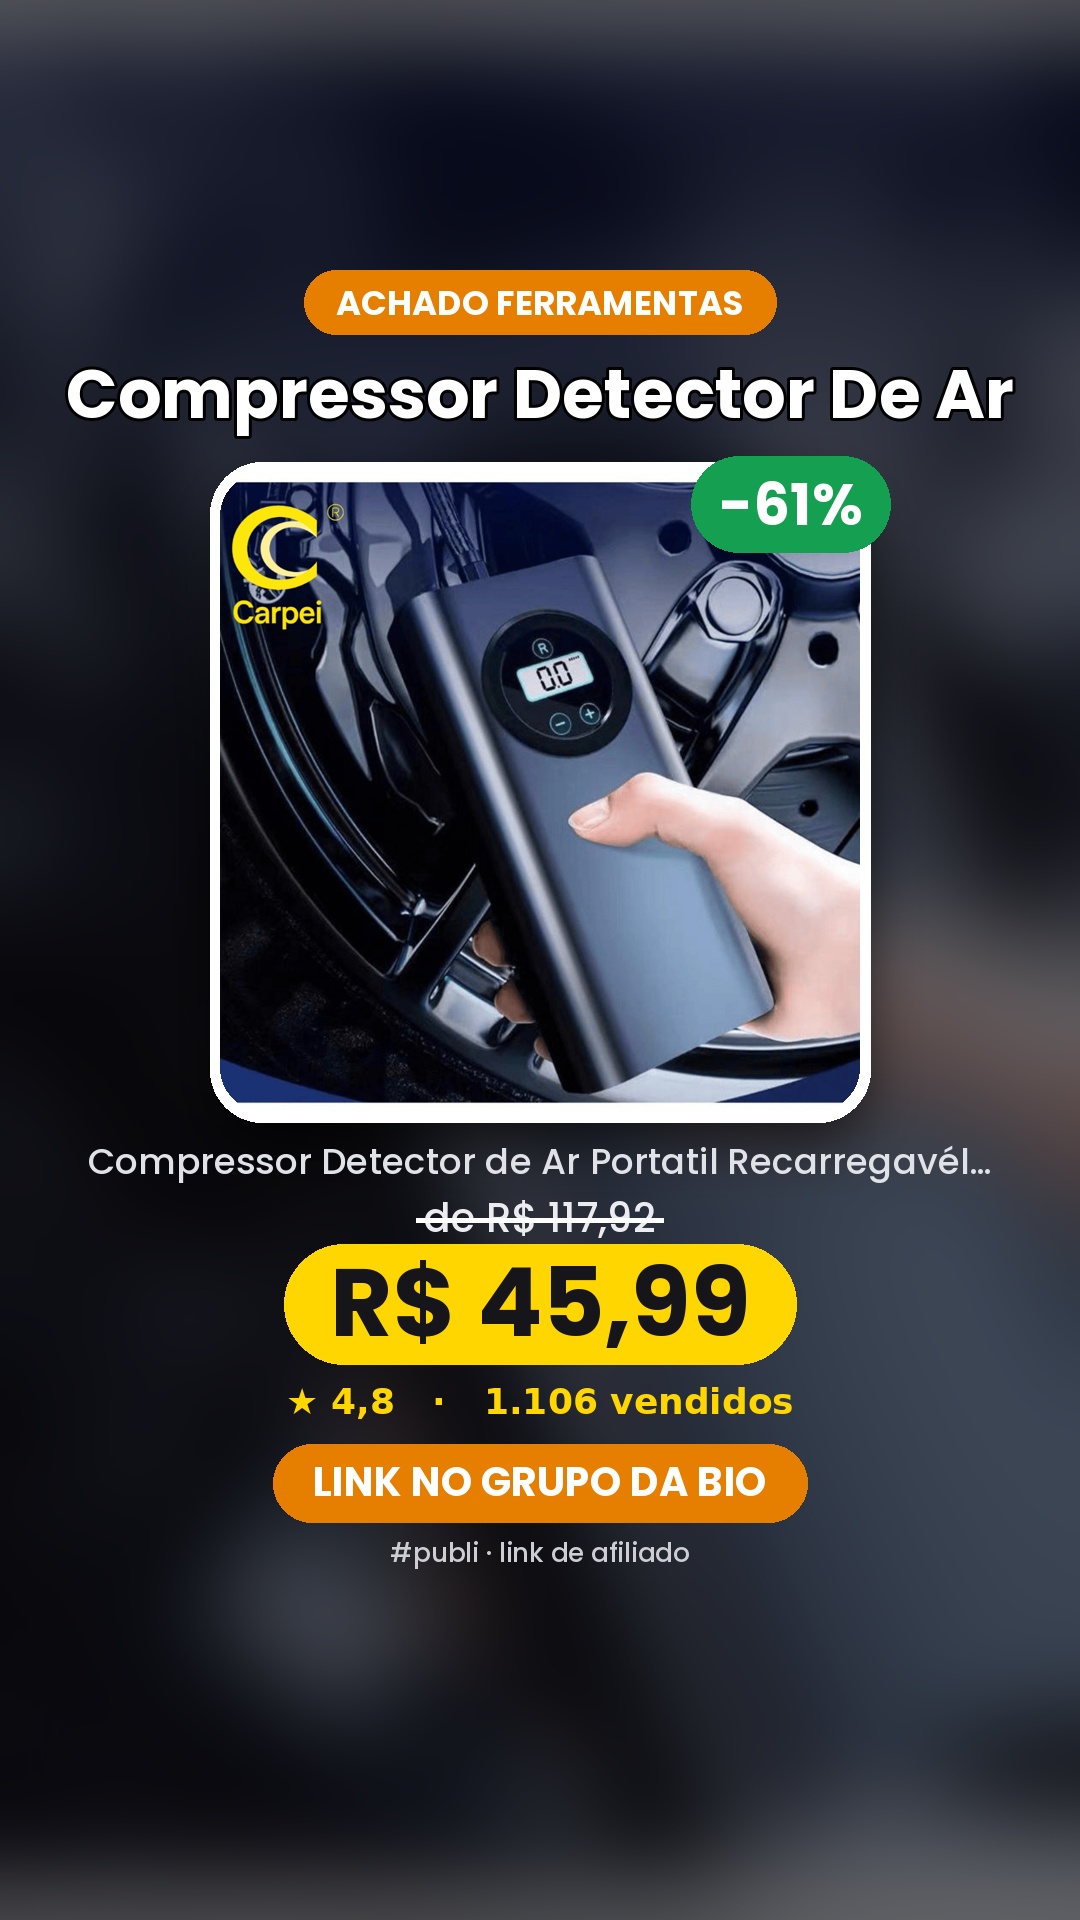 ACHADO FERRAMENTAS
Compressor Detector De Ar
-61%
®
Carpei
R
0.0
- +
Compressor Detector de Ar Portatil Recarregavél...
de R$ 117,92
R$ 45,99
★ 4,8 · 1.106 vendidos
LINK NO GRUPO DA BIO
#publi · link de afiliado